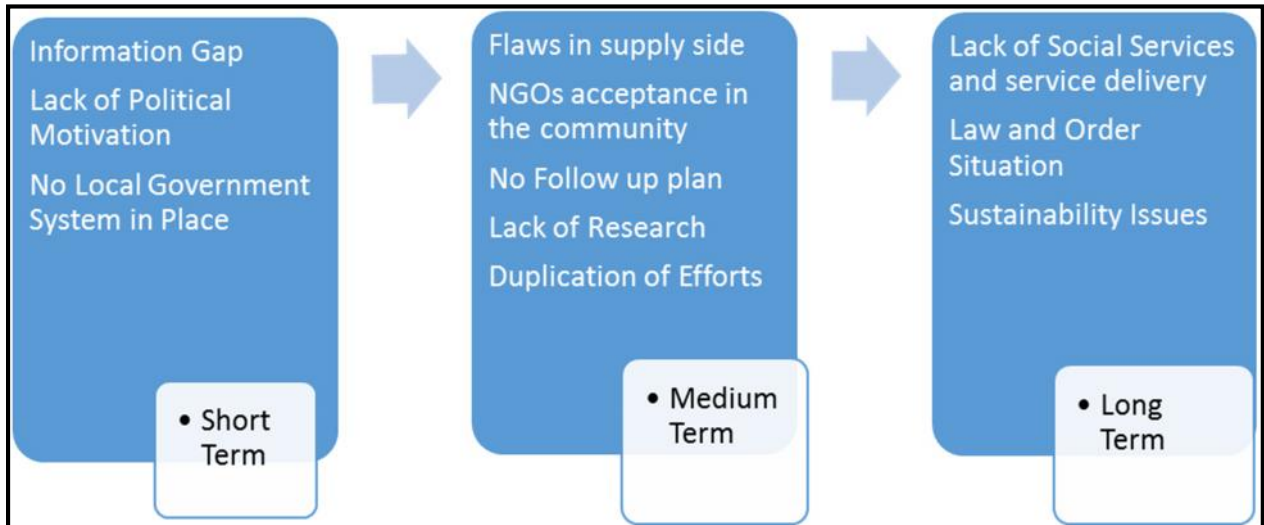 Information Gap
Lack of Political
Motivation
No Local Government
System in Place
• Short
Term
Flaws in supply side
NGOs acceptance in
the community
No Follow up plan
Lack of Research
Duplication of Efforts
• Medium
Term
Lack of Social Services
and service delivery
Law and Order
Situation
Sustainability Issues
• Long
Term